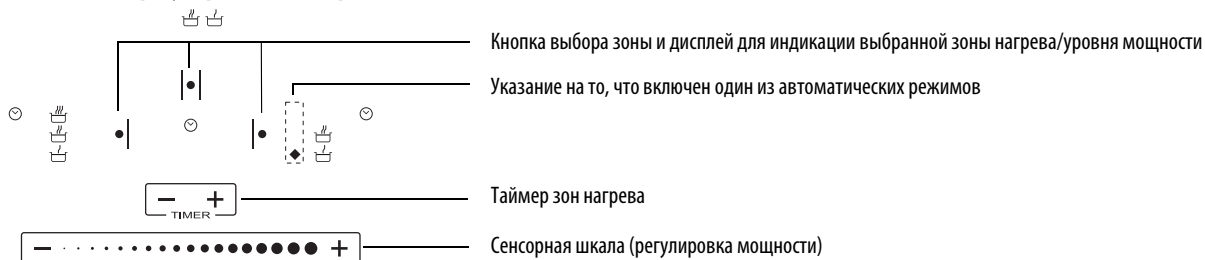 Кнопка выбора зоны и дисплей для индикации выбранной зоны нагрева/уровня мощности
Указание на то, что включен один из автоматических режимов
Таймер зон нагрева
– +
TIMER
Сенсорная шкала (регулировка мощности)
– +